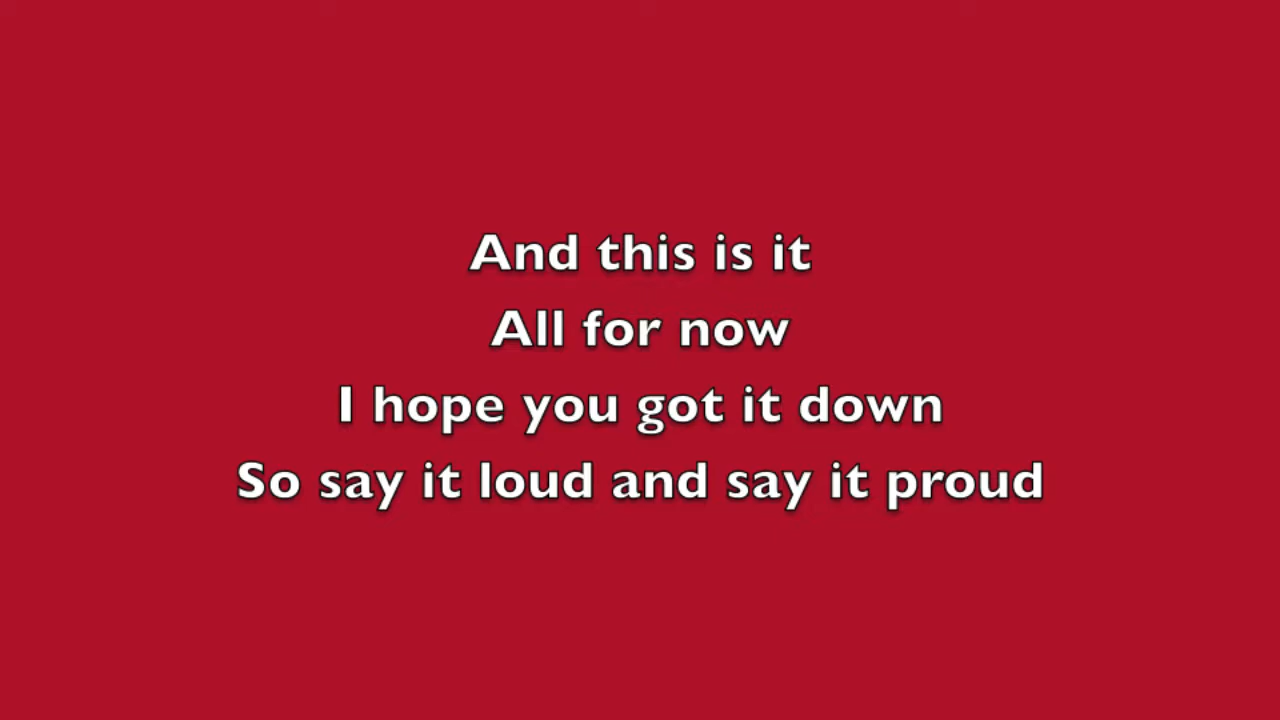 And this is it
All for now
I hope you got it down
So say it loud and say it proud